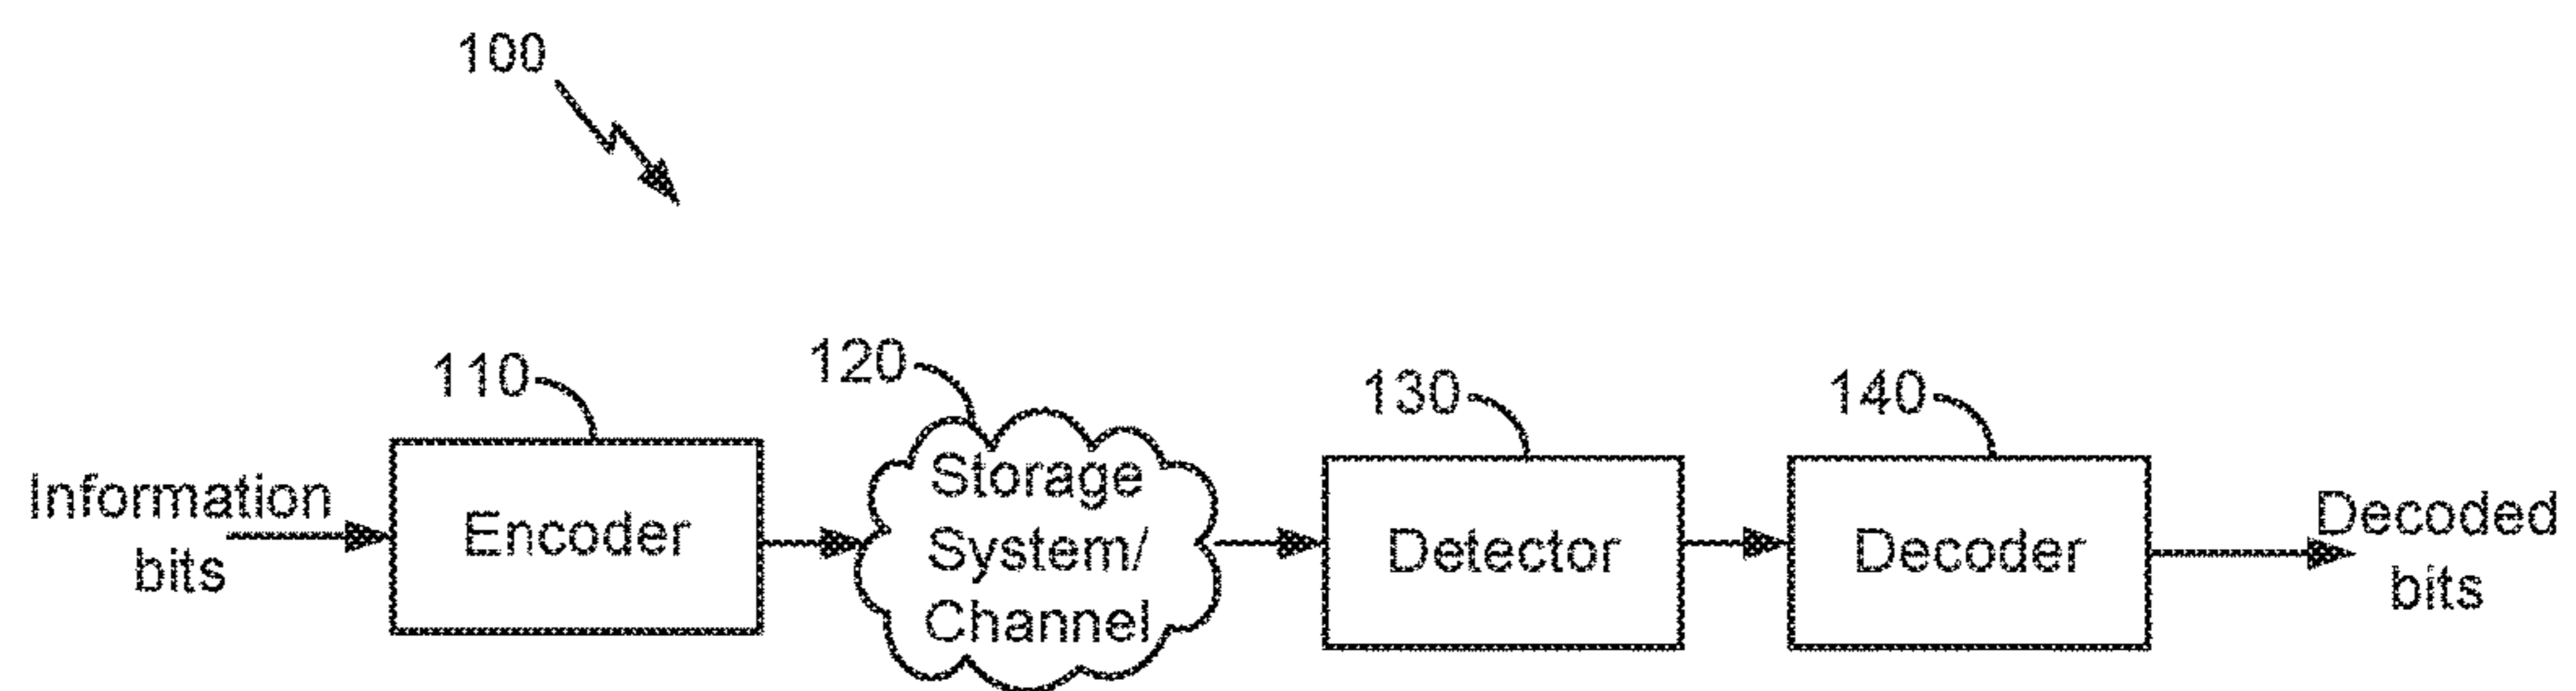 100
110
120
130
140
Information
bits
Encoder
Storage
System/
Channel
Detector
Decoder
Decoded
bits